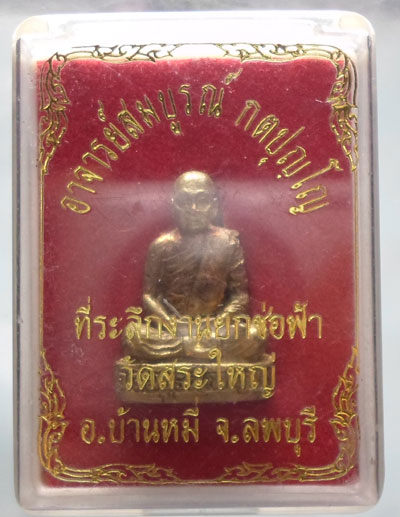 อาจารย์สมบูรณ์ กตปุญฺโญ
ที่ระลึกงานยกช่อฟ้า
วัดสระใหญ่
อ.บ้านหมี่ จ.ลพบุรี